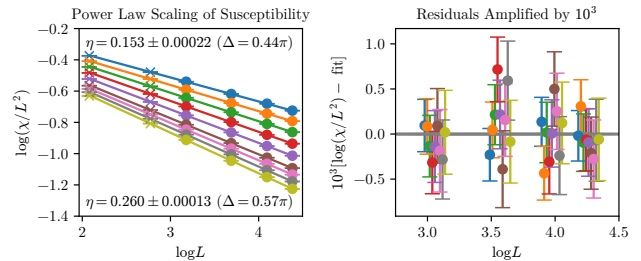 Power Law Scaling of Susceptibility
η = 0.153 ± 0.00022 (Δ = 0.44π)
η = 0.260 ± 0.00013 (Δ = 0.57π)
−0.2
−0.4
−0.6
−0.8
−1.0
−1.2
−1.4
log(χ/L²)
2 3 4
logL
Residuals Amplified by 10³
1.0
0.5
0.0
−0.5
10³[log(χ/L²) − fit]
3.0 3.5 4.0 4.5
logL